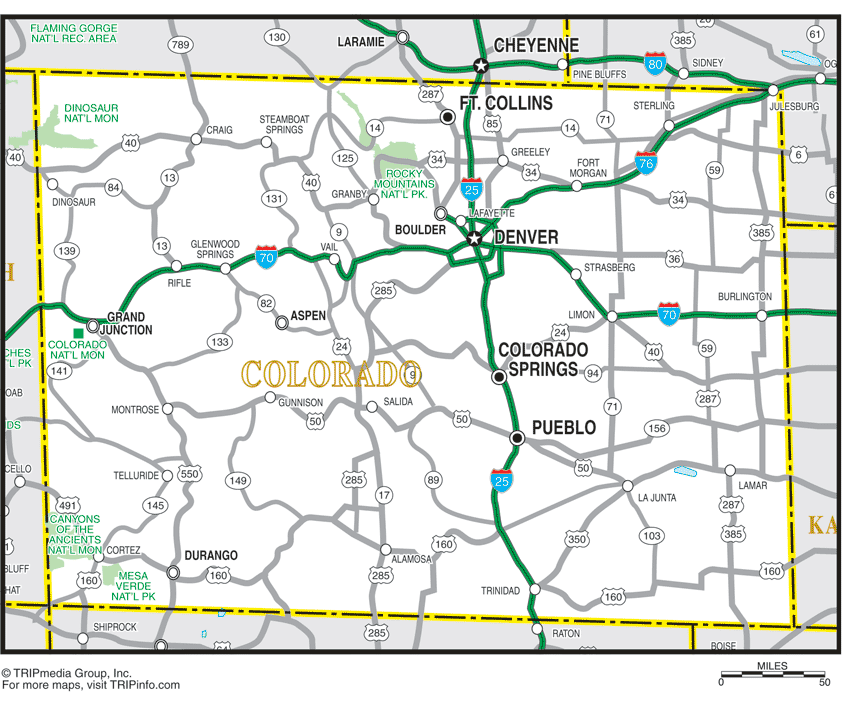 FLAMING GORGE
NAT'L REC. AREA
789
130
LARAMIE
CHEYENNE
385
61
80
SIDNEY
PINE BLUFFS
OG
287
FT. COLLINS
STERLING
JULESBURG
DINOSAUR
NAT'L MON
STEAMBOAT
SPRINGS
CRAIG
14
85
14
71
40
40
125
34
GREELEY
76
6
ROCKY
MOUNTAINS
NAT'L PK.
FORT
MORGAN
34
59
13
84
40
GRANBY
25
34
61
DINOSAUR
131
LAFAYETTE
BOULDER
9
DENVER
385
139
13
GLENWOOD
SPRINGS
70
VAIL
36
RIFLE
STRASBERG
285
82
ASPEN
BURLINGTON
LIMON
70
GRAND
JUNCTION
24
COLORADO
NAT'L MON
133
24
COLORADO
SPRINGS
40
59
CHES
'L PK
141
COLORADO
9
94
OAB
287
GUNNISON
SALIDA
71
MONTROSE
50
50
PUEBLO
156
DS
50
CELLO
TELLURIDE
550
149
285
89
25
LAMAR
17
LA JUNTA
491
145
287
CANYONS
OF THE
ANCIENTS
NAT'L MON
385
103
350
160
CORTEZ
DURANGO
ALAMOSA
BLUFF
160
MESA
VERDE
NAT'L PK
160
285
160
HAT
TRINIDAD
160
SHIPROCK
285
RATON
BOISE
KA
© TRIPmedia Group, Inc.
For more maps, visit TRIPinfo.com
MILES
0
50